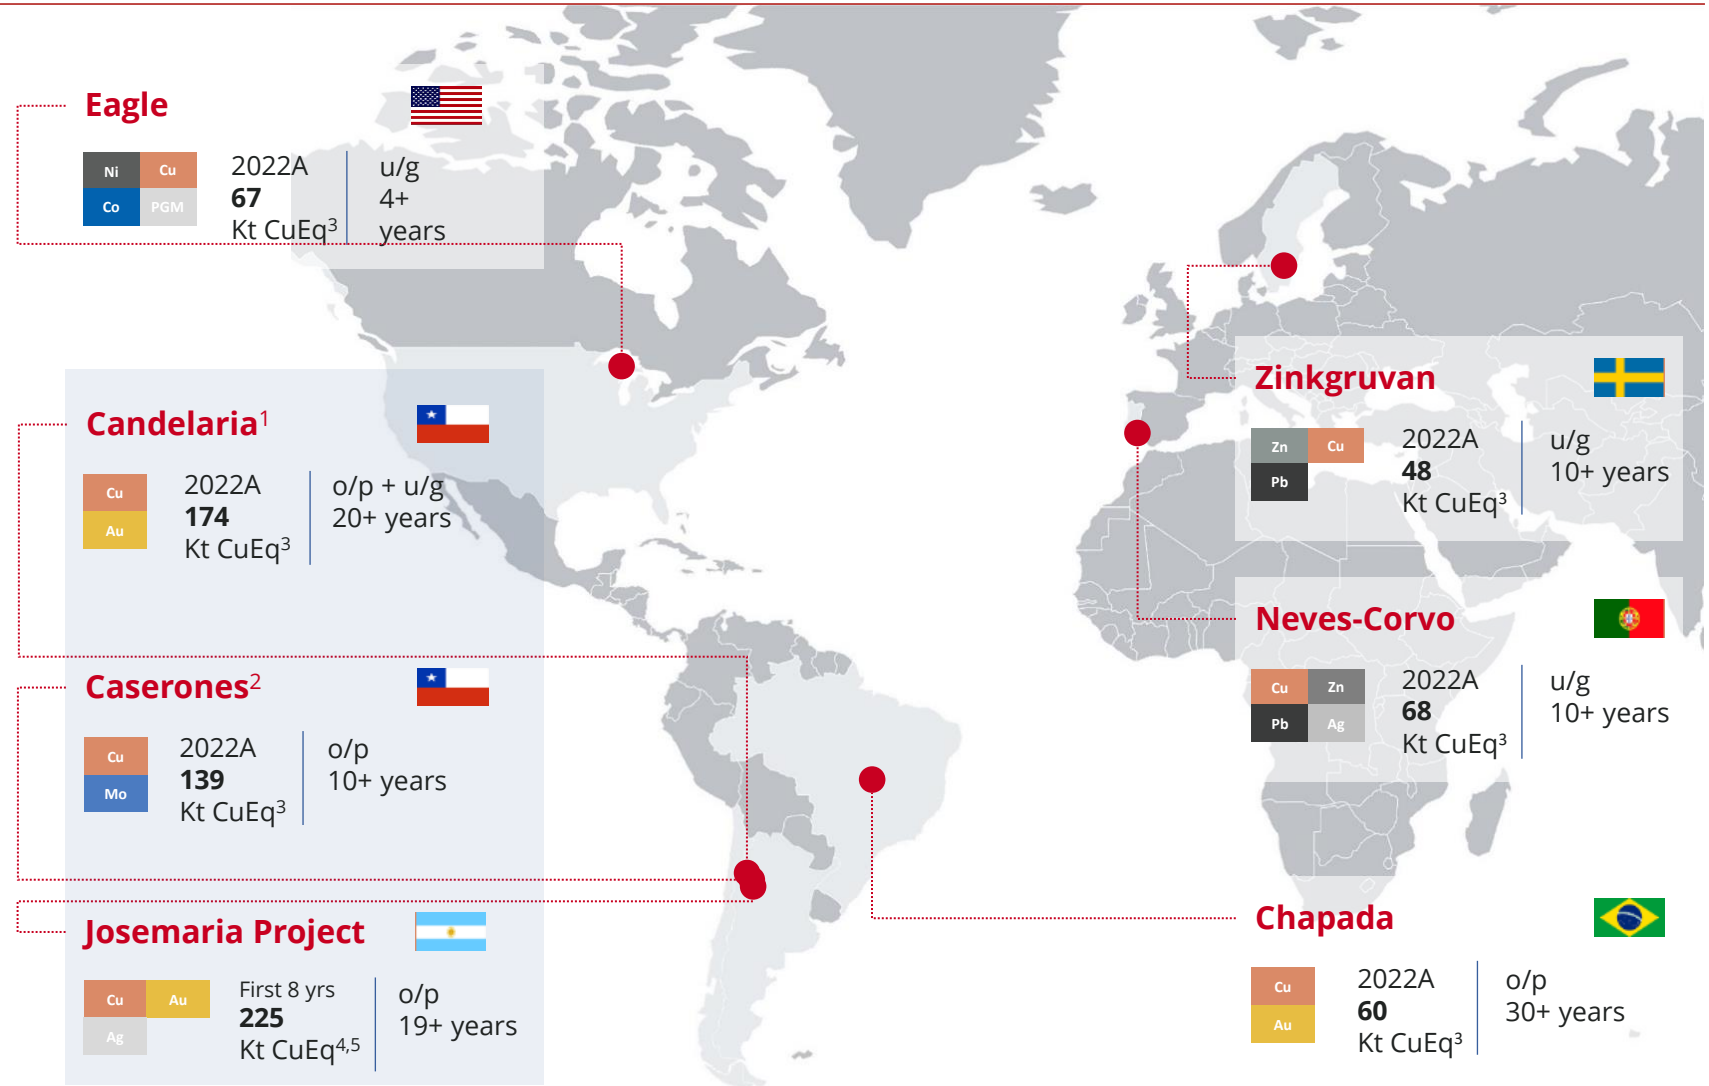 Eagle
Ni Cu
Co PGM
2022A
67
Kt CuEq3
u/g
4+
years
Candelaria1
Cu
Au
2022A
174
Kt CuEq3
o/p + u/g
20+ years
Caserones2
Cu
Mo
2022A
139
Kt CuEq3
o/p
10+ years
Josemaria Project
Cu Au
Ag
First 8 yrs
225
Kt CuEq4,5
o/p
19+ years
Zinkgruvan
Zn Cu
Pb
2022A
48
Kt CuEq3
u/g
10+ years
Neves-Corvo
Cu Zn
Pb Ag
2022A
68
Kt CuEq3
u/g
10+ years
Chapada
Cu
Au
2022A
60
Kt CuEq3
o/p
30+ years